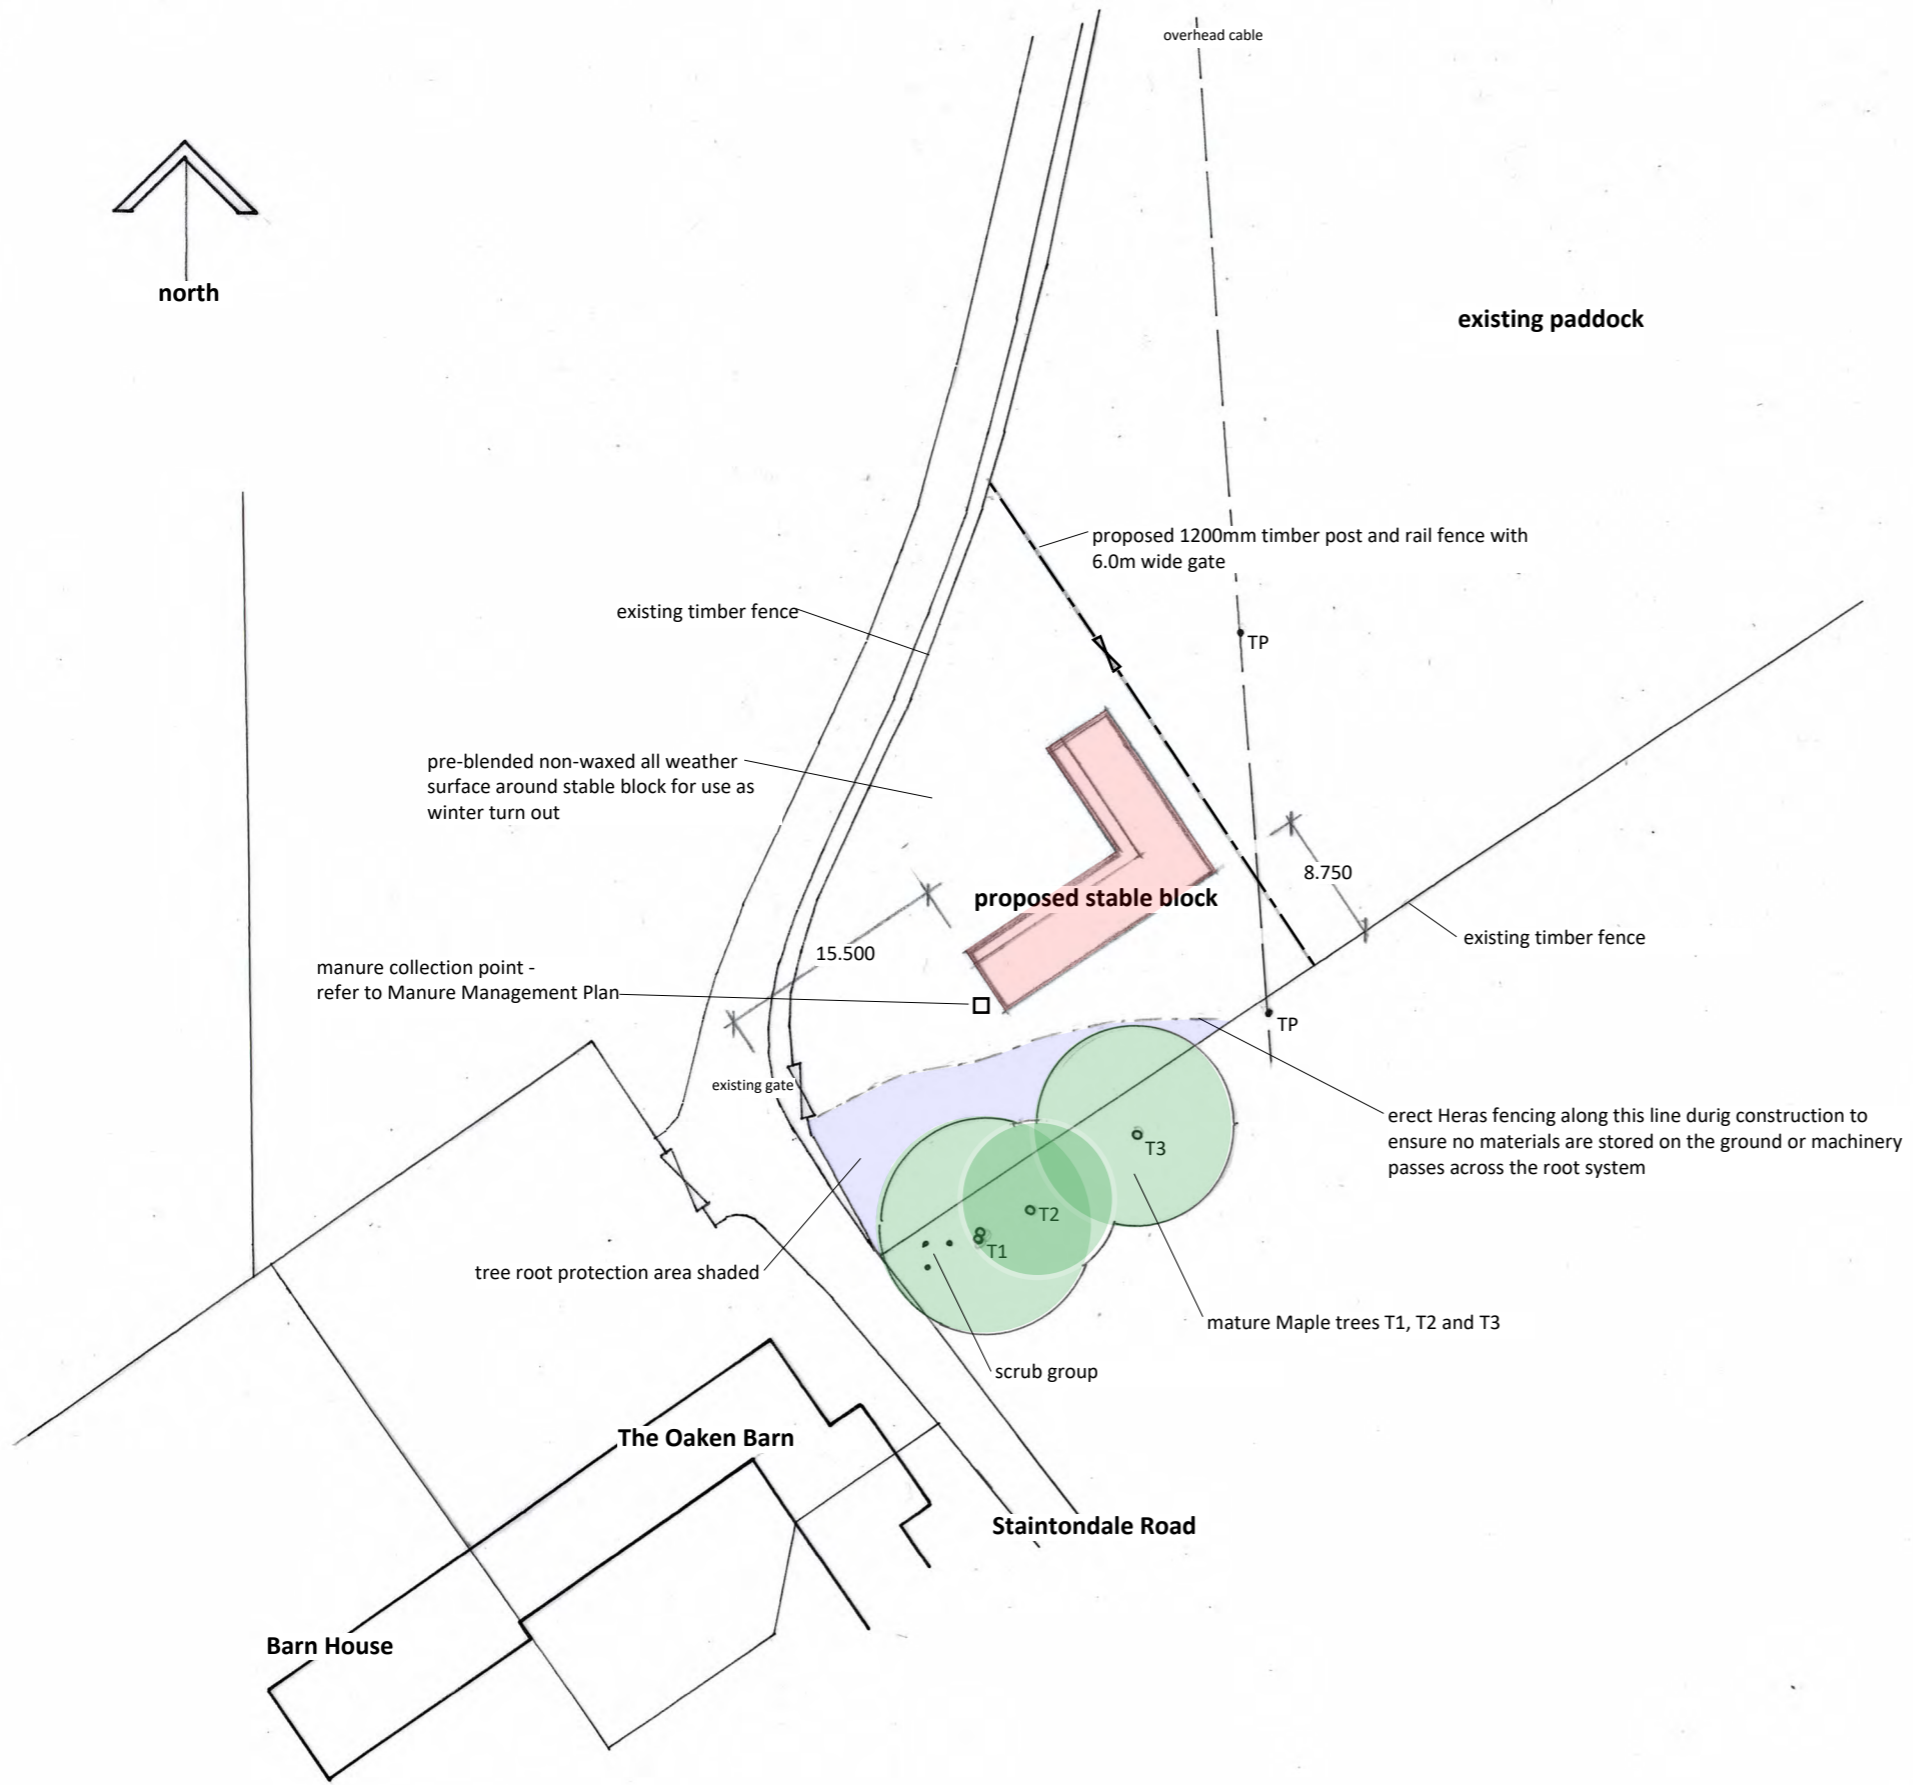 overhead cable
north
existing paddock
proposed 1200mm timber post and rail fence with
6.0m wide gate
existing timber fence
TP
pre-blended non-waxed all weather
surface around stable block for use as
winter turn out
8.750
proposed stable block
existing timber fence
15.500
manure collection point -
refer to Manure Management Plan
TP
existing gate
erect Heras fencing along this line durig construction to
ensure no materials are stored on the ground or machinery
passes across the root system
T3
T2
T1
tree root protection area shaded
mature Maple trees T1, T2 and T3
scrub group
The Oaken Barn
Staintondale Road
Barn House